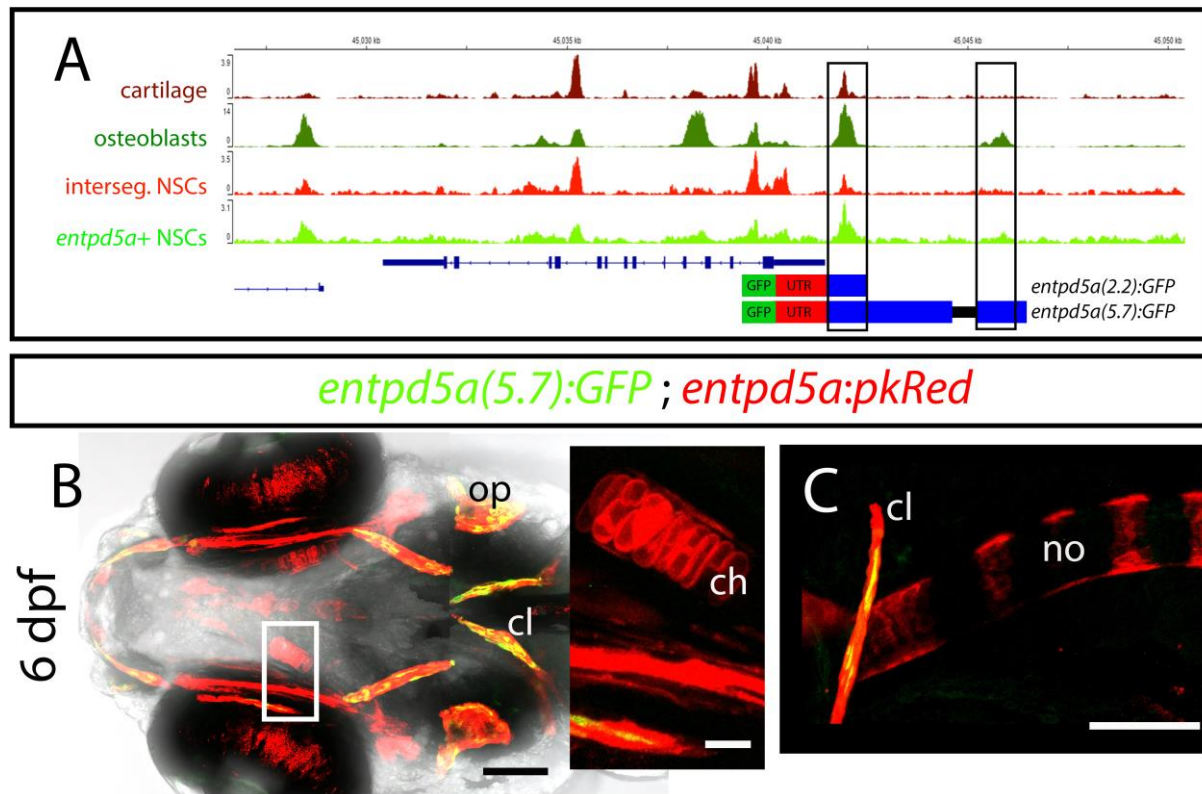 A
45,030 kb 45,035 kb 45,040 kb 45,045 kb 45,050 kb
3.9
cartilage
0
14
osteoblasts
0
3.5
interseg. NSCs
0
3.1
entpd5a+ NSCs
0
GFP UTR entpd5a(2.2):GFP
GFP UTR entpd5a(5.7):GFP
entpd5a(5.7):GFP ; entpd5a:pkRed
6 dpf
B
op
cl
ch
C
cl
no